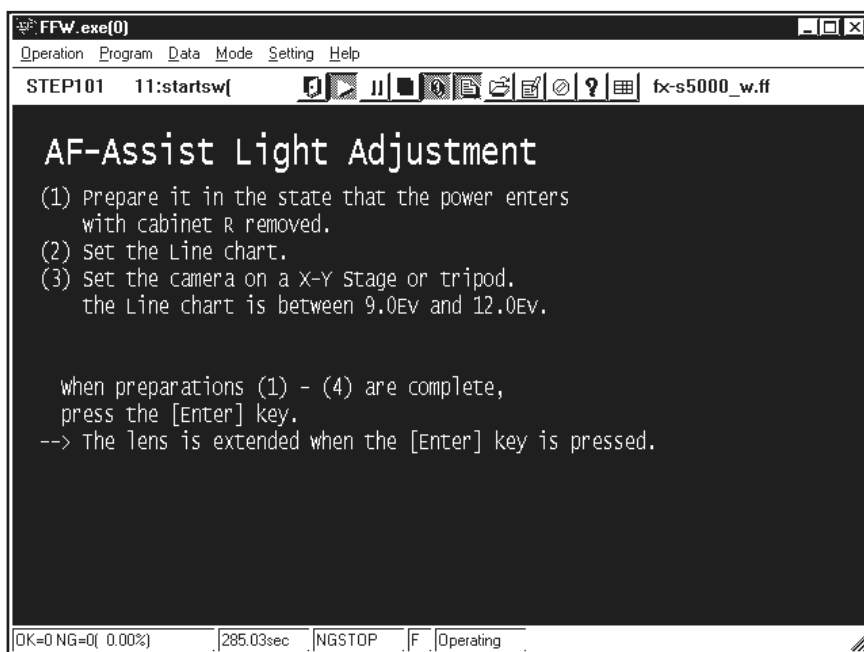 FFW.exe(0)
Operation Program Data Mode Setting Help
STEP101 11:startsw( fx-s5000_w.ff
AF-Assist Light Adjustment
(1) Prepare it in the state that the power enters
with cabinet R removed.
(2) Set the Line chart.
(3) Set the camera on a X-Y Stage or tripod.
the Line chart is between 9.0Ev and 12.0Ev.
When preparations (1) - (4) are complete,
press the [Enter] key.
--> The lens is extended when the [Enter] key is pressed.
OK=0 NG=0( 0.00%) 285.03sec NGSTOP F Operating